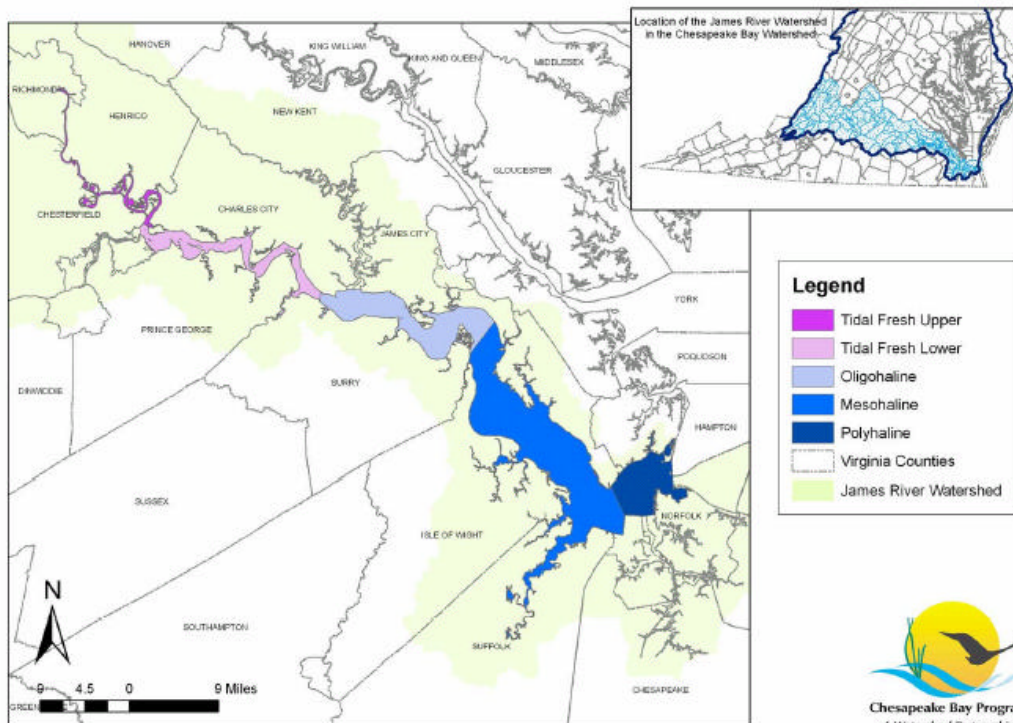 Location of the James River Watershed
in the Chesapeake Bay Watershed
HANOVER
KING WILLIAM
KING AND QUEEN
MIDDLESEX
RICHMOND
HENRICO
NEW KENT
GLOUCESTER
CHESTERFIELD
CHARLES CITY
JAMES CITY
YORK
PRINCE GEORGE
POQUOSON
DINWIDDIE
SURRY
HAMPTON
SUSSEX
ISLE OF WIGHT
NORFOLK
SOUTHAMPTON
SUFFOLK
CHESAPEAKE
Legend
Tidal Fresh Upper
Tidal Fresh Lower
Oligohaline
Mesohaline
Polyhaline
Virginia Counties
James River Watershed
N
9 4.5 0 9 Miles
Chesapeake Bay Progra